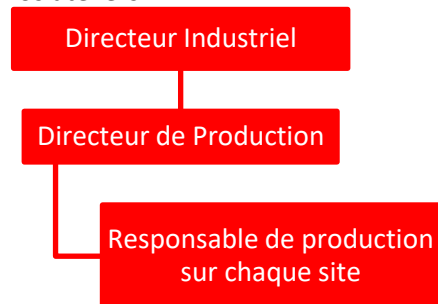 Directeur Industriel
Directeur de Production
Responsable de production
sur chaque site